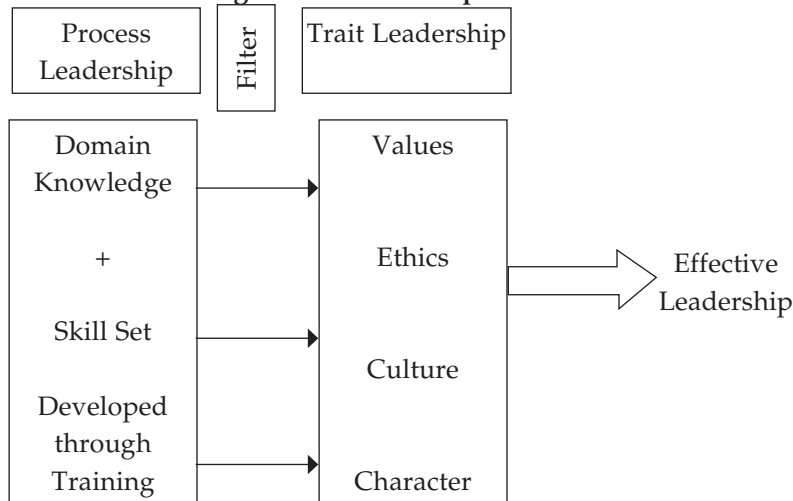 Process
Leadership
Filter
Trait Leadership
Domain
Knowledge
+
Skill Set
Developed
through
Training
Values
Ethics
Culture
Character
Effective
Leadership